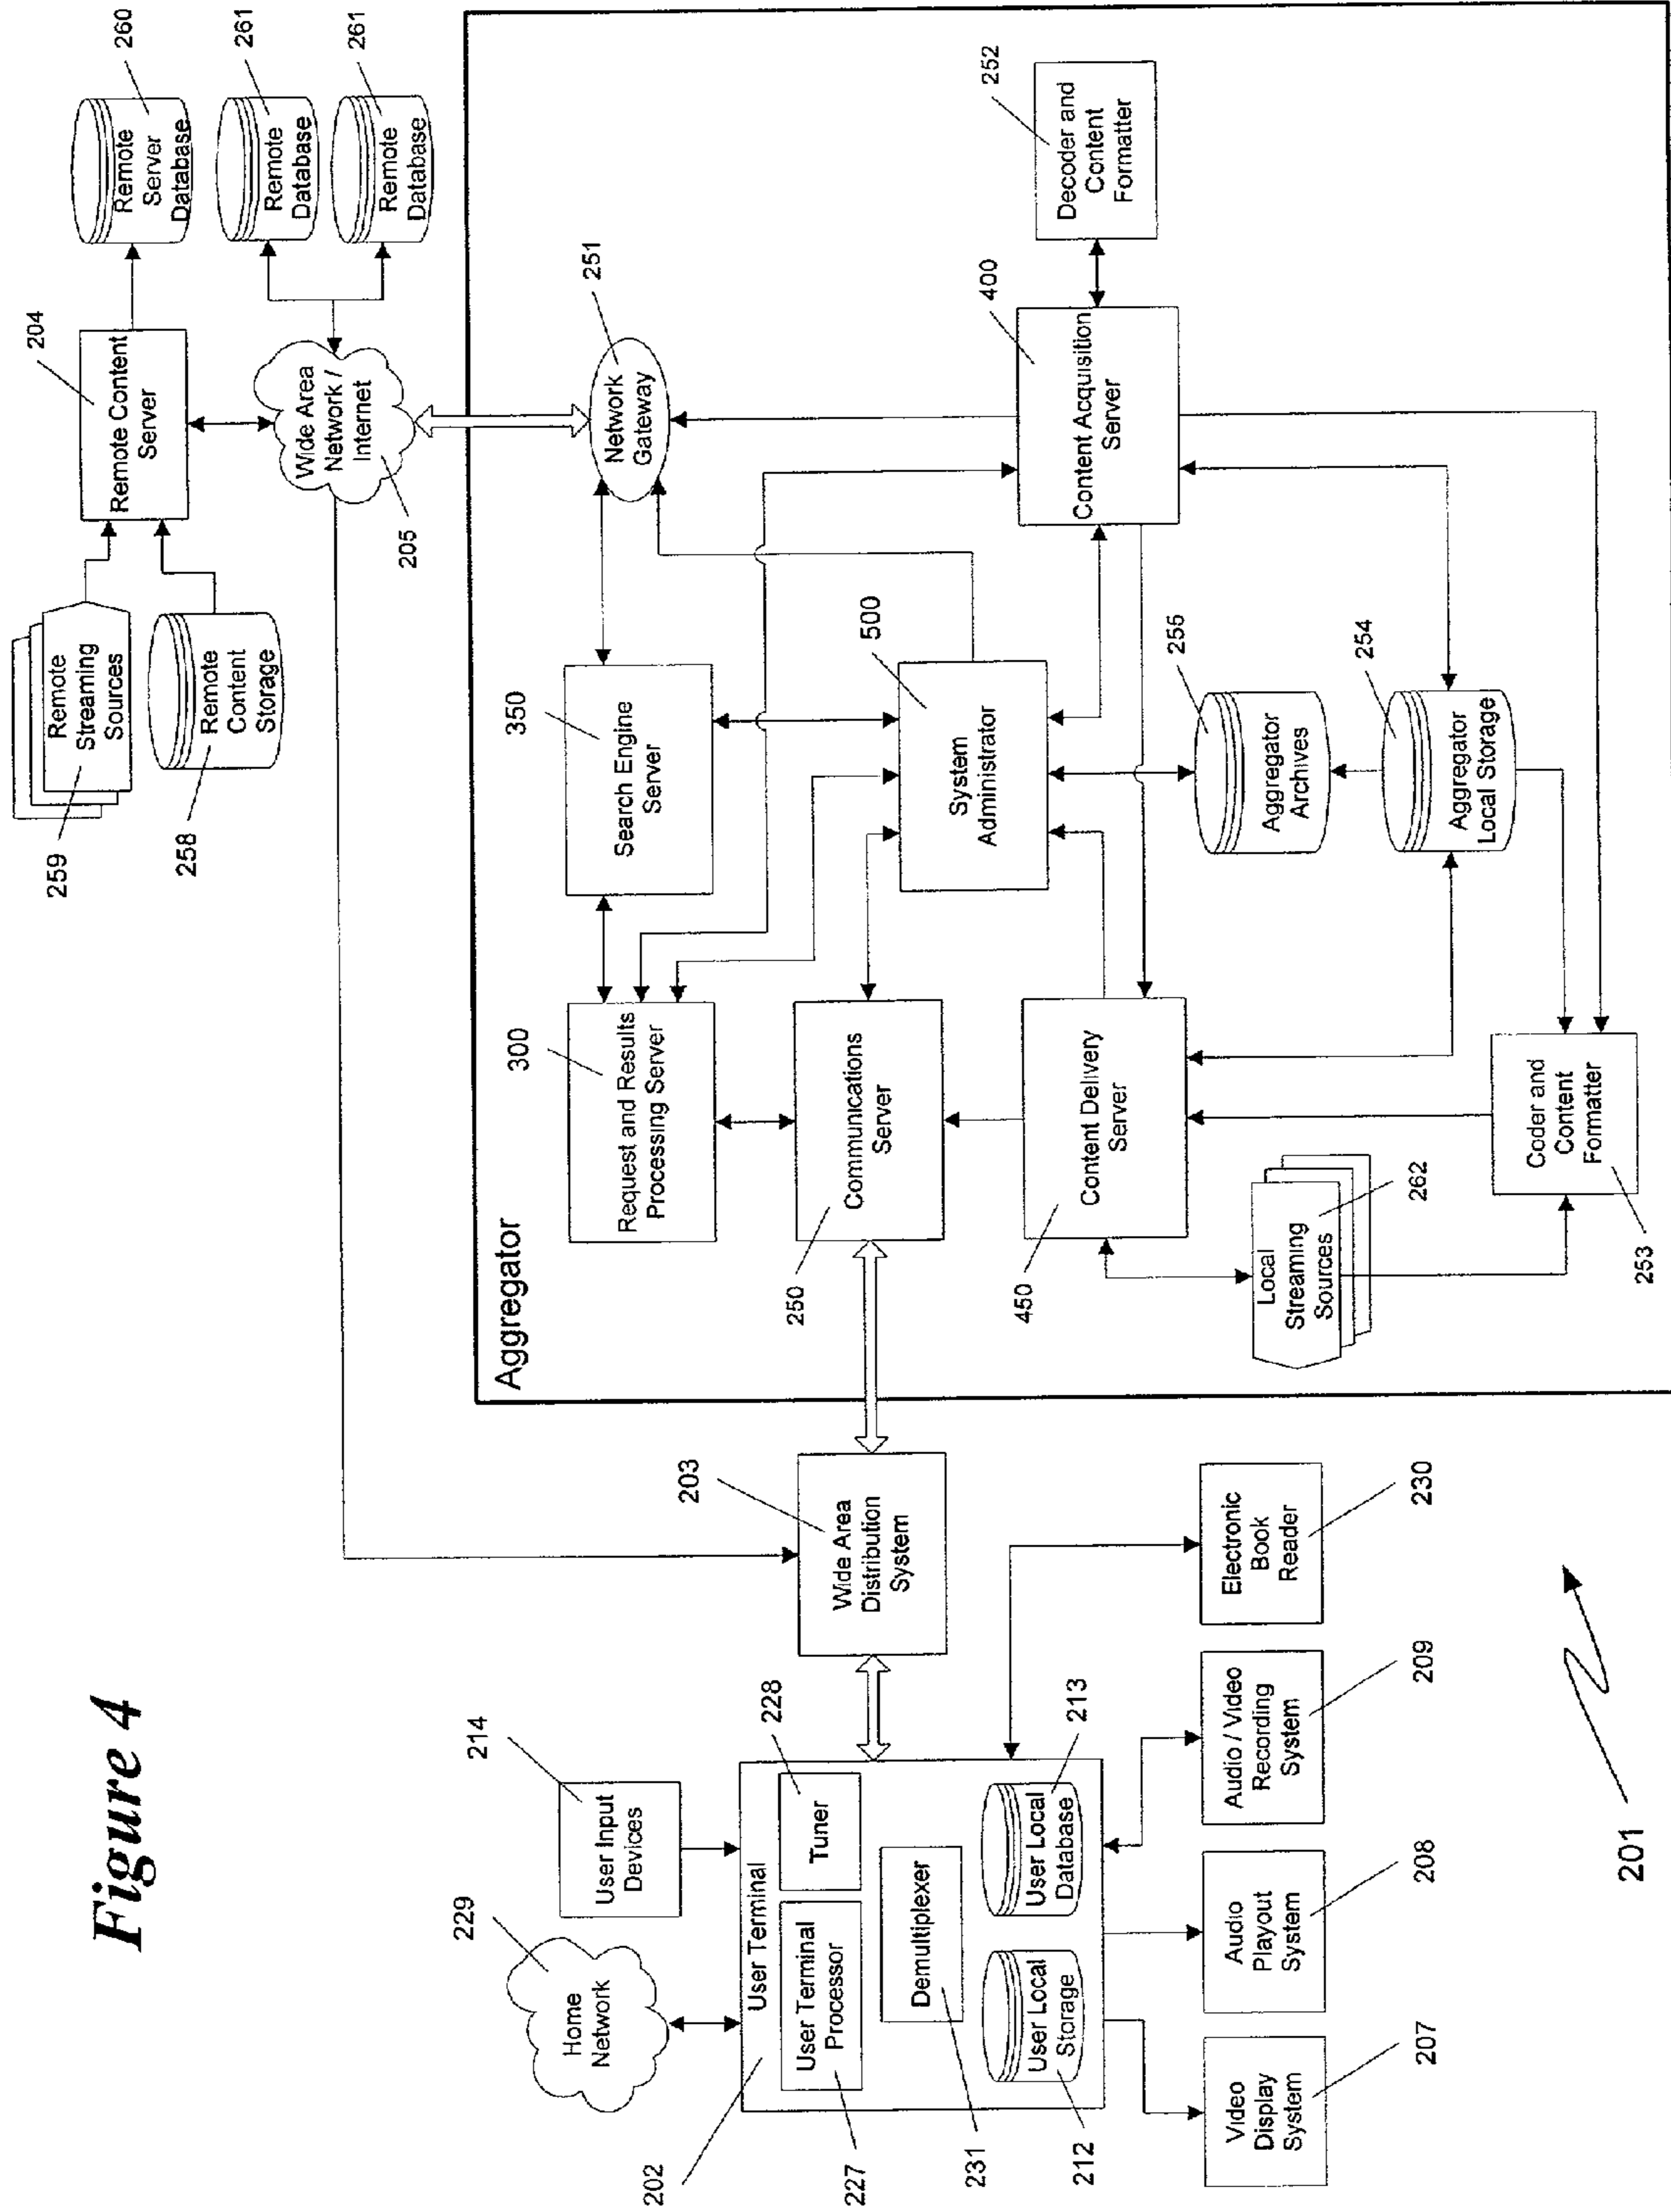 Figure 4
229
Home
Network
214
User Input
Devices
202
User Terminal
User Terminal
Processor
227
Tuner
228
Demultiplexer
231
User Local
Storage
212
User Local
Database
213
Video
Display
System
207
Audio
Playout
System
208
Audio / Video
Recording
System
209
Electronic
Book
Reader
230
201
Wide Area
Distribution
System
203
259
Remote
Streaming
Sources
258
Remote
Content
Storage
204
Remote Content
Server
Remote
Server
Database
260
Remote
Database
261
Remote
Database
261
Wide Area
Network /
Internet
205
Aggregator
300
Request and Results
Processing Server
350
Search Engine
Server
Network
Gateway
251
250
Communications
Server
500
System
Administrator
450
Content Delivery
Server
400
Content Acquisition
Server
252
Decoder and
Content
Formatter
255
Aggregator
Archives
254
Aggregator
Local Storage
Local
Streaming
Sources
262
Coder and
Content
Formatter
253